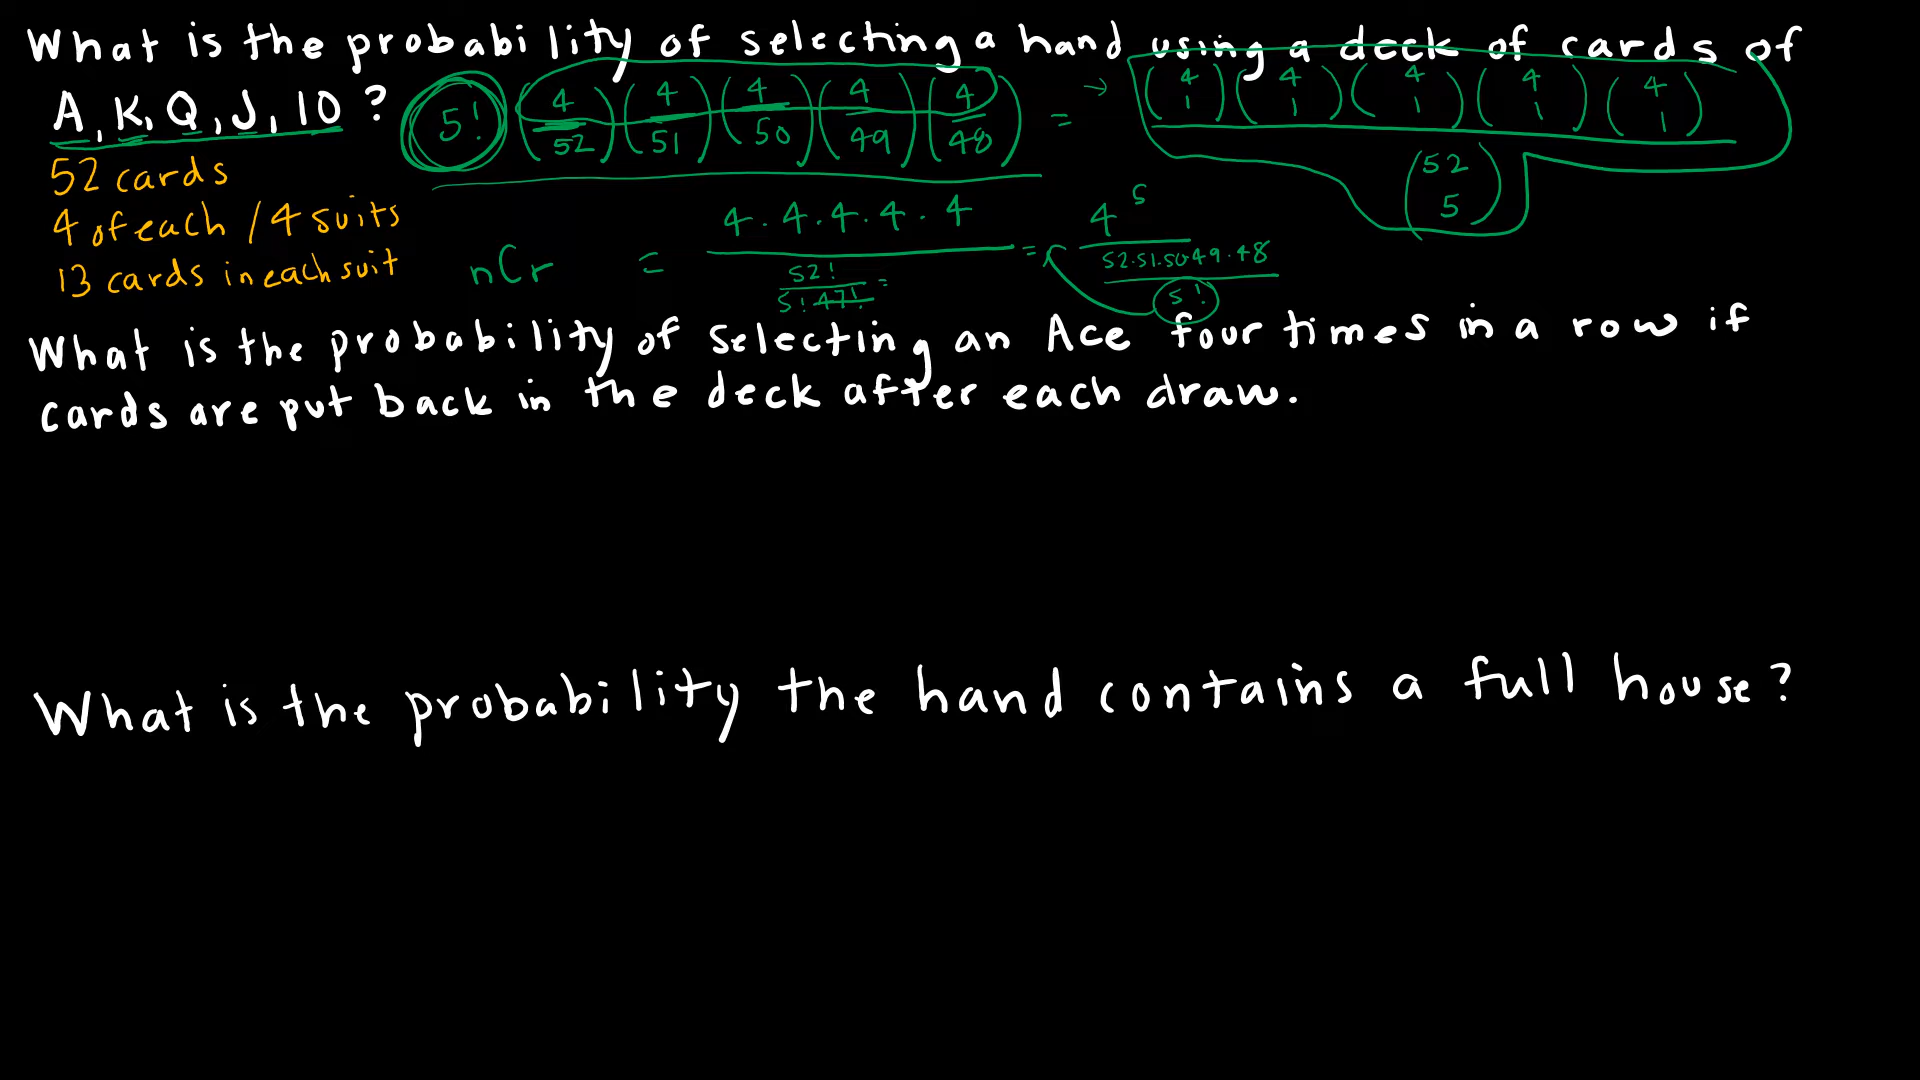 What is the probability of selecting a hand using a deck of cards of
A, K, Q, J, 10 ?
5! (4/52)(4/51)(4/50)(4/49)(4/48) = → (4 1)(4 1)(4 1)(4 1)(4 1)
(52 5)
52 cards
4 of each / 4 suits
13 cards in each suit
nCr = 4·4·4·4·4 / 52!/5!47! = = 4^5 / 52·51·50·49·48 / 5!
What is the probability of selecting an Ace four times in a row if
cards are put back in the deck after each draw.
What is the probability the hand contains a full house?